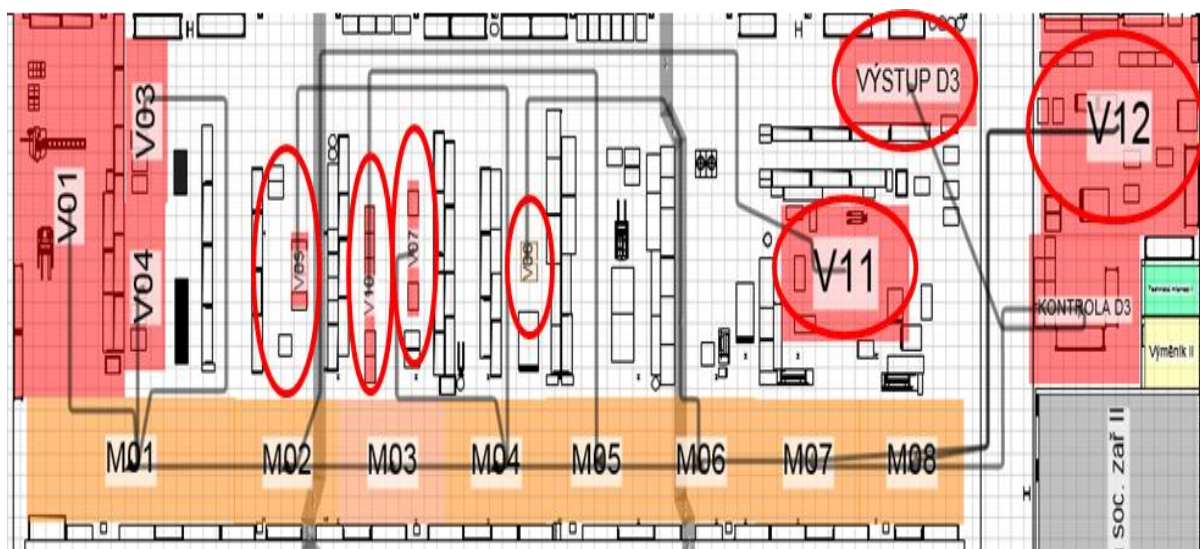 VÝSTUP D3
V12
V03
V01
V04
V05
V10
V07
V11
KONTROLA D3
Výměník II
M01
M02
M03
M04
M05
M06
M07
M08
soc. zař II